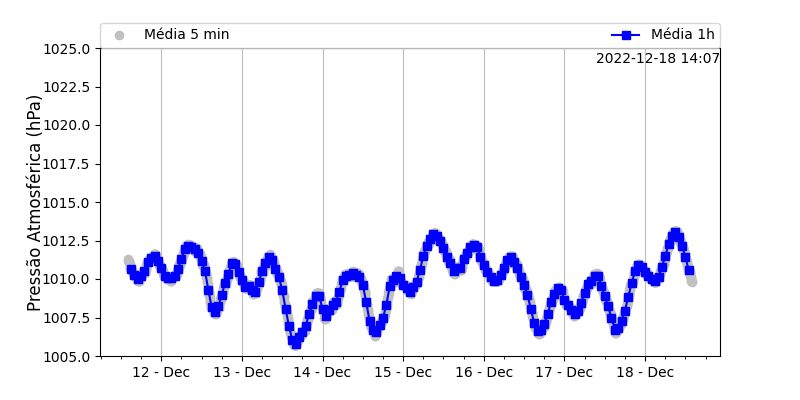 Média 5 min
Média 1h
2022-12-18 14:07
Pressão Atmosférica (hPa)
1025.0
1022.5
1020.0
1017.5
1015.0
1012.5
1010.0
1007.5
1005.0
12 - Dec
13 - Dec
14 - Dec
15 - Dec
16 - Dec
17 - Dec
18 - Dec